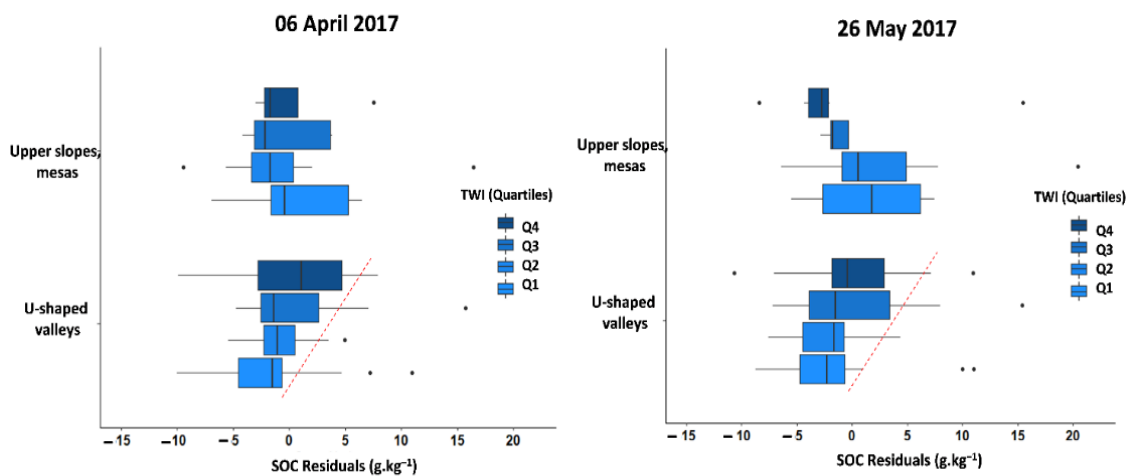 06 April 2017
Upper slopes,
mesas
U-shaped
valleys
TWI (Quartiles)
Q4
Q3
Q2
Q1
−15 −10 −5 0 5 10 15 20
SOC Residuals (g.kg⁻¹)
26 May 2017
Upper slopes,
mesas
U-shaped
valleys
TWI (Quartiles)
Q4
Q3
Q2
Q1
−15 −10 −5 0 5 10 15 20
SOC Residuals (g.kg⁻¹)